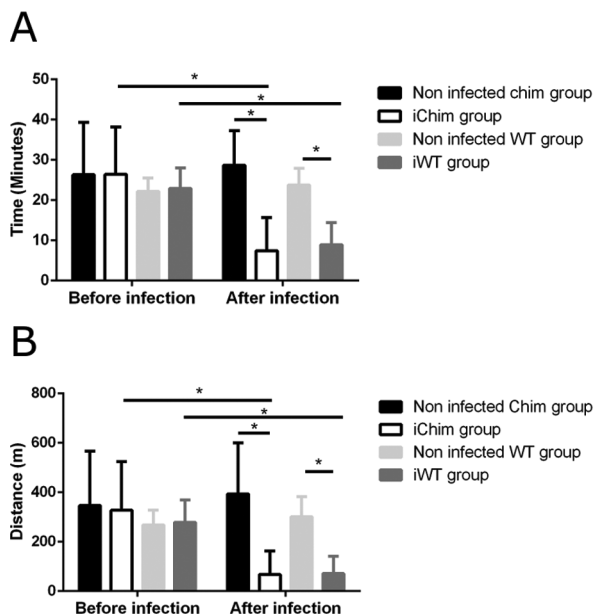 A
50
40
30
20
10
0
Time (Minutes)
*
*
*
*
Before infection
After infection
Non infected chim group
iChim group
Non infected WT group
iWT group
B
800
600
400
200
0
Distance (m)
*
*
*
*
Before infection
After infection
Non infected Chim group
iChim group
Non infected WT group
iWT group